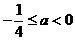 -1/4 ≤ a < 0